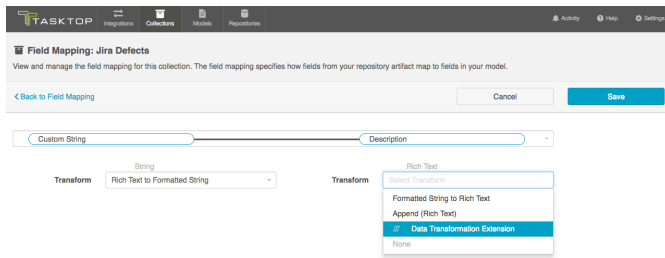 TASKTOP
Integrations
Collections
Models
Repositories
Activity
Help
Settings
Field Mapping: Jira Defects
View and manage the field mapping for this collection. The field mapping specifies how fields from your repository artifact map to fields in your model.
Back to Field Mapping
Cancel
Save
Custom String
Description
String
Rich Text
Transform
Rich Text to Formatted String
Transform
Select Transform
Formatted String to Rich Text
Append (Rich Text)
Data Transformation Extension
None